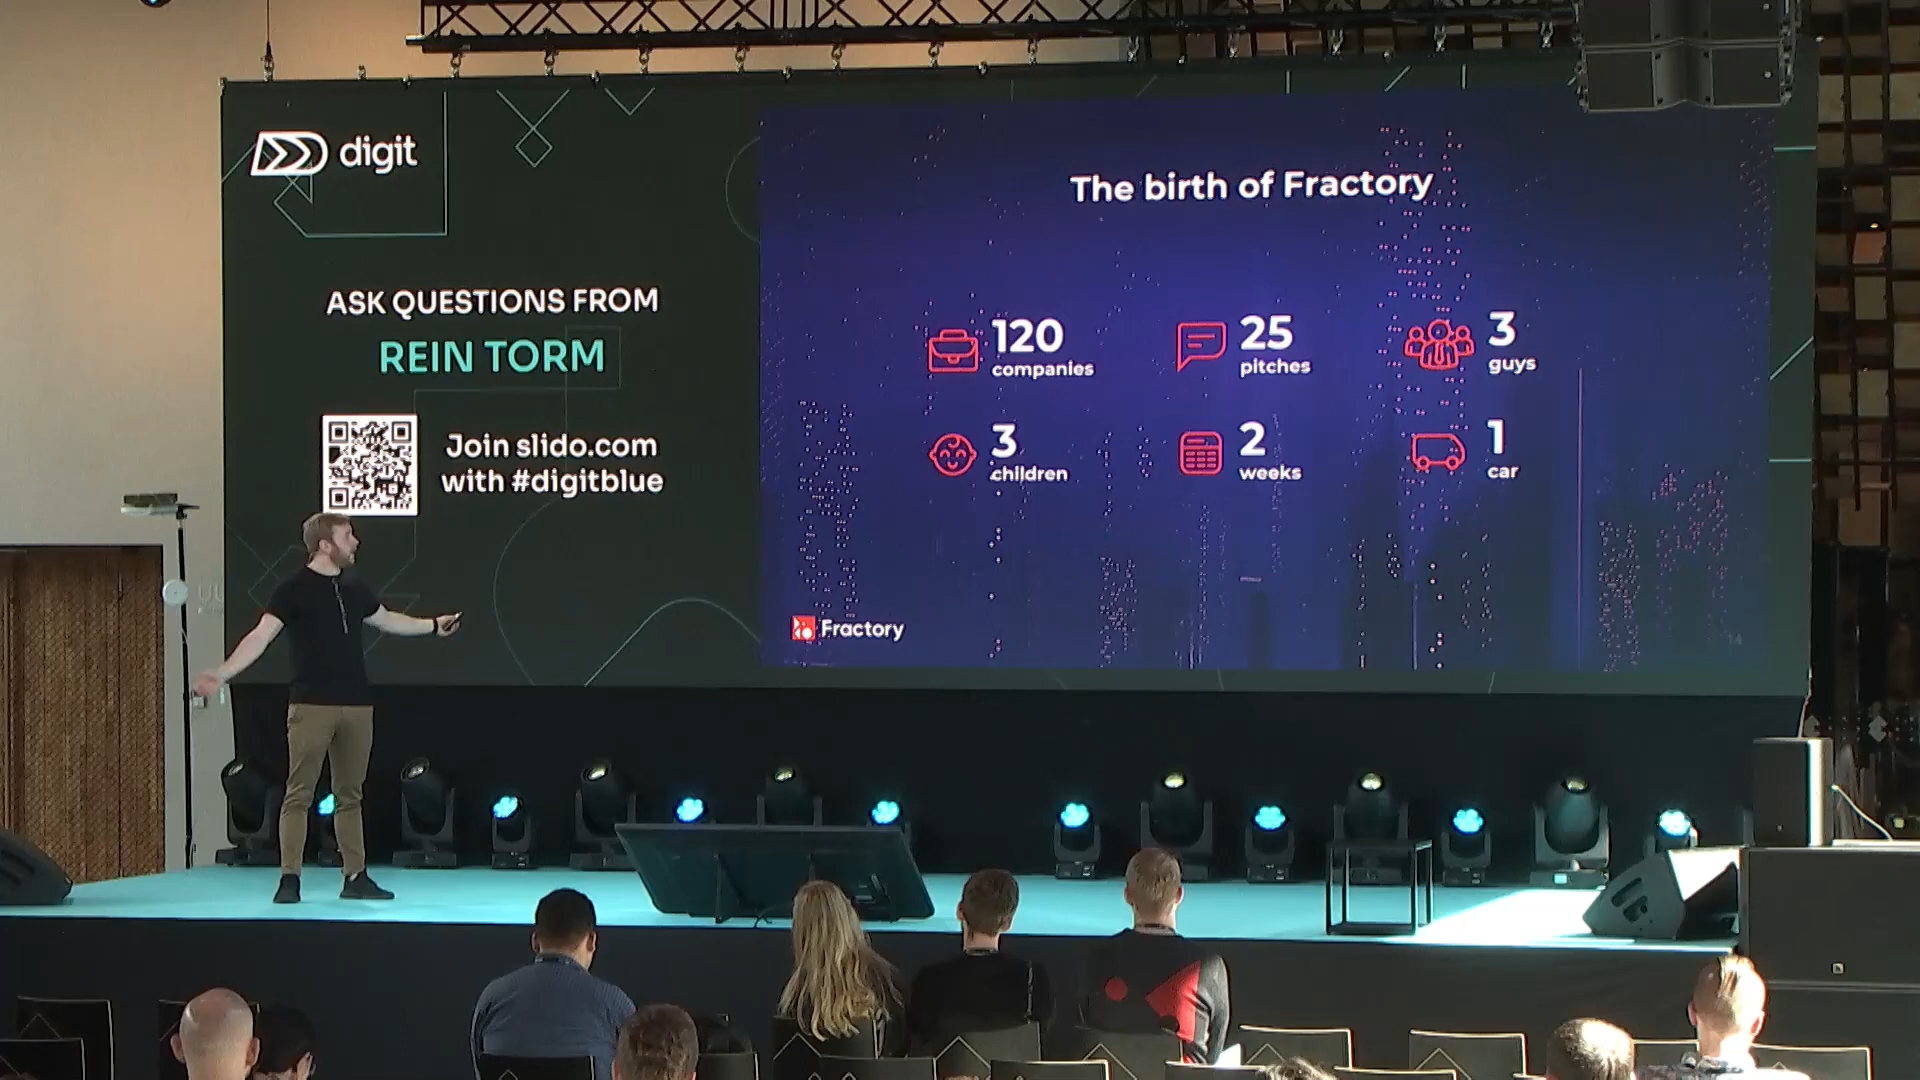 digit
ASK QUESTIONS FROM
REIN TORM
Join slido.com
with #digitblue
The birth of Fractory
120
companies
25
pitches
3
guys
3
children
2
weeks
1
car
Fractory